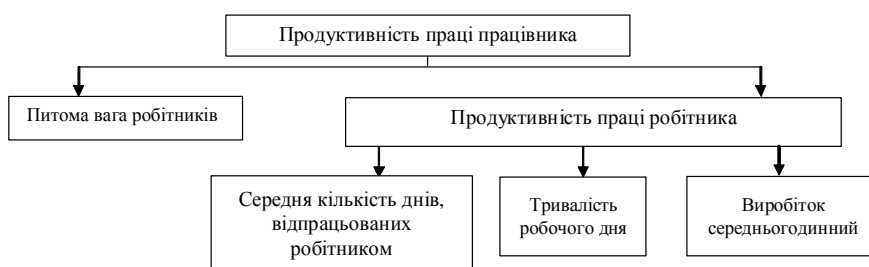 Продуктивність праці працівника
Питома вага робітників
Продуктивність праці робітника
Середня кількість днів,
відпрацьованих
робітником
Тривалість
робочого дня
Виробіток
середньогодинний